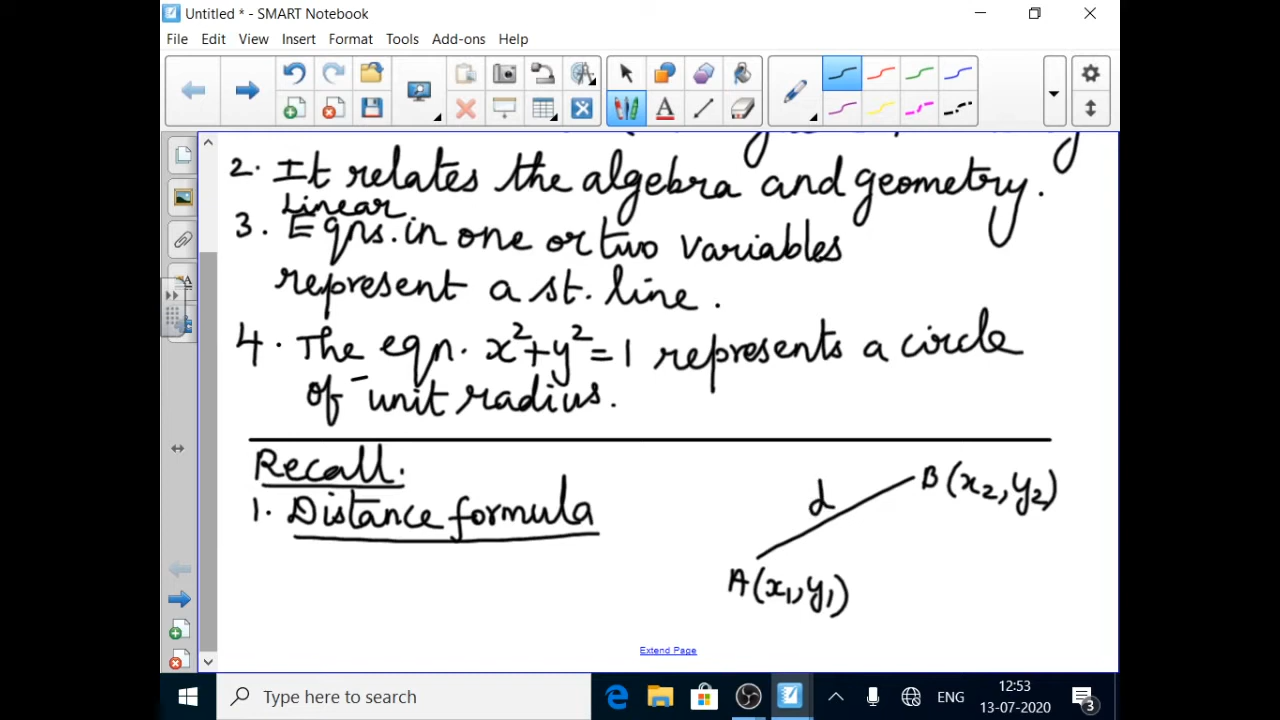 Untitled * - SMART Notebook
File Edit View Insert Format Tools Add-ons Help
2. It relates the algebra and geometry.
Linear
3. Eqns. in one or two variables
represent a st. line.
4. The eqn. x²+y²=1 represents a circle
of unit radius.
Recall.
1. Distance formula
d
B(x₂,y₂)
A(x₁,y₁)
Extend Page
Type here to search
ENG
12:53
13-07-2020
3